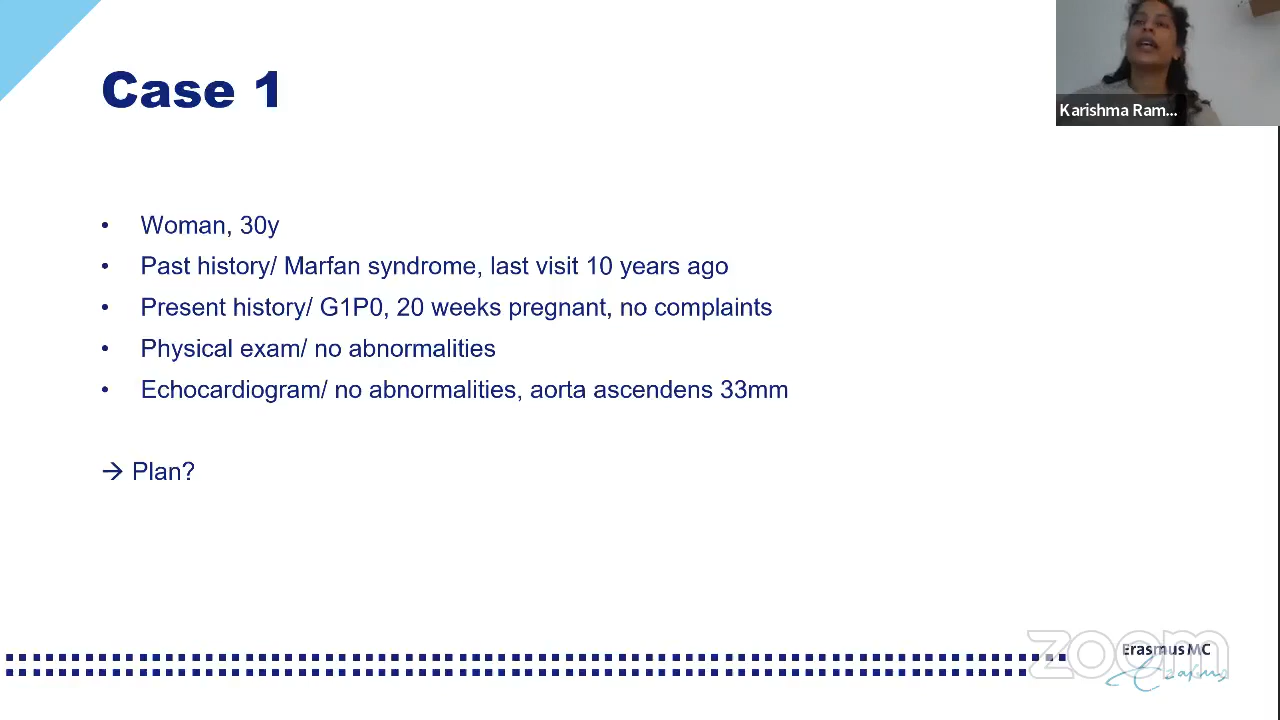 Case 1
Karishma Ram...
• Woman, 30y
• Past history/ Marfan syndrome, last visit 10 years ago
• Present history/ G1P0, 20 weeks pregnant, no complaints
• Physical exam/ no abnormalities
• Echocardiogram/ no abnormalities, aorta ascendens 33mm
→ Plan?
zoom
Erasmus MC
Erasmus